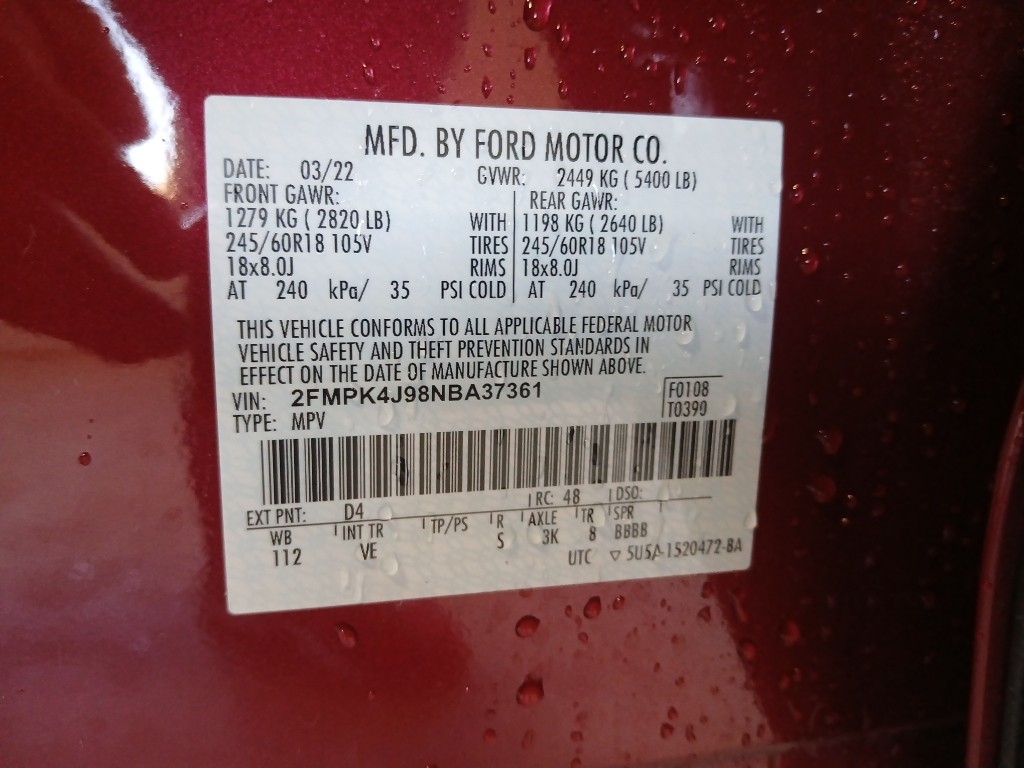 MFD. BY FORD MOTOR CO.
DATE: 03/22 GVWR: 2449 KG ( 5400 LB)
FRONT GAWR: REAR GAWR:
1279 KG ( 2820 LB) WITH 1198 KG ( 2640 LB) WITH
245/60R18 105V TIRES 245/60R18 105V TIRES
18x8.0J RIMS 18x8.0J RIMS
AT 240 kPa/ 35 PSI COLD AT 240 kPa/ 35 PSI COLD
THIS VEHICLE CONFORMS TO ALL APPLICABLE FEDERAL MOTOR
VEHICLE SAFETY AND THEFT PREVENTION STANDARDS IN
EFFECT ON THE DATE OF MANUFACTURE SHOWN ABOVE.
VIN: 2FMPK4J98NBA37361 F0108
TYPE: MPV T0390
EXT PNT: D4 RC: 48 DSO:
WB INT TR TP/PS R AXLE TR SPR
112 VE S 3K 8 BBBB
UTC ▽ 5U5A-1520472-BA